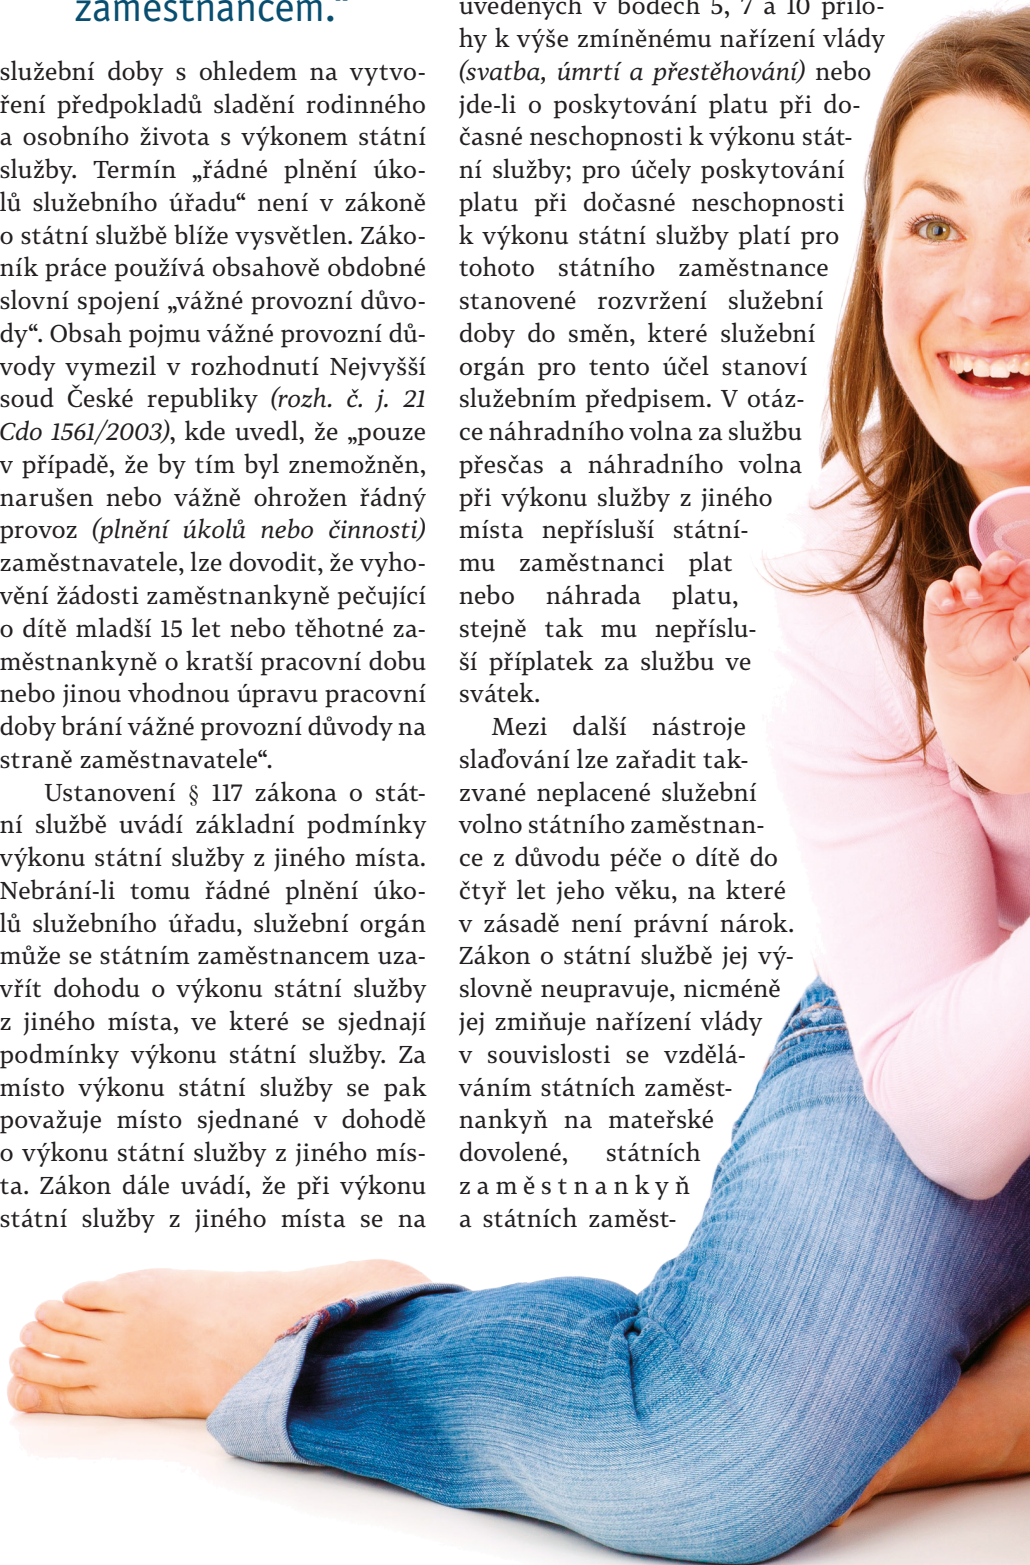 zaměstnancem.“
služební doby s ohledem na vytvo-
ření předpokladů sladění rodinného
a osobního života s výkonem státní
služby. Termín „řádné plnění úko-
lů služebního úřadu“ není v zákoně
o státní službě blíže vysvětlen. Záko-
ník práce používá obsahově obdobné
slovní spojení „vážné provozní důvo-
dy“. Obsah pojmu vážné provozní dů-
vody vymezil v rozhodnutí Nejvyšší
soud České republiky (rozh. č. j. 21
Cdo 1561/2003), kde uvedl, že „pouze
v případě, že by tím byl znemožněn,
narušen nebo vážně ohrožen řádný
provoz (plnění úkolů nebo činnosti)
zaměstnavatele, lze dovodit, že vyho-
vění žádosti zaměstnankyně pečující
o dítě mladší 15 let nebo těhotné za-
městnankyně o kratší pracovní dobu
nebo jinou vhodnou úpravu pracovní
doby brání vážné provozní důvody na
straně zaměstnavatele“.
Ustanovení § 117 zákona o stát-
ní službě uvádí základní podmínky
výkonu státní služby z jiného místa.
Nebrání-li tomu řádné plnění úko-
lů služebního úřadu, služební orgán
může se státním zaměstnancem uza-
vřít dohodu o výkonu státní služby
z jiného místa, ve které se sjednají
podmínky výkonu státní služby. Za
místo výkonu státní služby se pak
považuje místo sjednané v dohodě
o výkonu státní služby z jiného mís-
ta. Zákon dále uvádí, že při výkonu
státní služby z jiného místa se na
uvedených v bodech 5, 7 a 10 přílo-
hy k výše zmíněnému nařízení vlády
(svatba, úmrtí a přestěhování) nebo
jde-li o poskytování platu při do-
časné neschopnosti k výkonu stát-
ní služby; pro účely poskytování
platu při dočasné neschopnosti
k výkonu státní služby platí pro
tohoto státního zaměstnance
stanovené rozvržení služební
doby do směn, které služební
orgán pro tento účel stanoví
služebním předpisem. V otáz-
ce náhradního volna za službu
přesčas a náhradního volna
při výkonu služby z jiného
místa nepřísluší státní-
mu zaměstnanci plat
nebo náhrada platu,
stejně tak mu nepříslu-
ší příplatek za službu ve
svátek.
Mezi další nástroje
slaďování lze zařadit tak-
zvané neplacené služební
volno státního zaměstnan-
ce z důvodu péče o dítě do
čtyř let jeho věku, na které
v zásadě není právní nárok.
Zákon o státní službě jej vý-
slovně neupravuje, nicméně
jej zmiňuje nařízení vlády
v souvislosti se vzdělá-
váním státních zaměst-
nankyň na mateřské
dovolené, státních
zaměstnankyň
a státních zaměst-